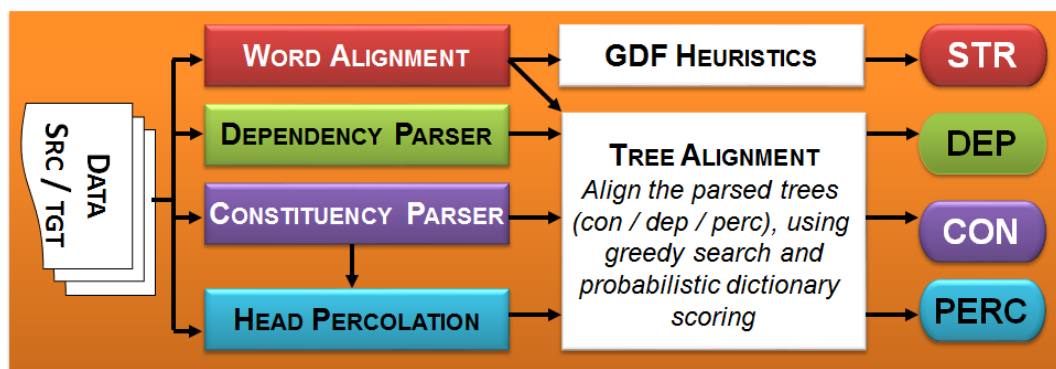 DATA
SRC / TGT
WORD ALIGNMENT
DEPENDENCY PARSER
CONSTITUENCY PARSER
HEAD PERCOLATION
GDF HEURISTICS
TREE ALIGNMENT
Align the parsed trees
(con / dep / perc), using
greedy search and
probabilistic dictionary
scoring
STR
DEP
CON
PERC